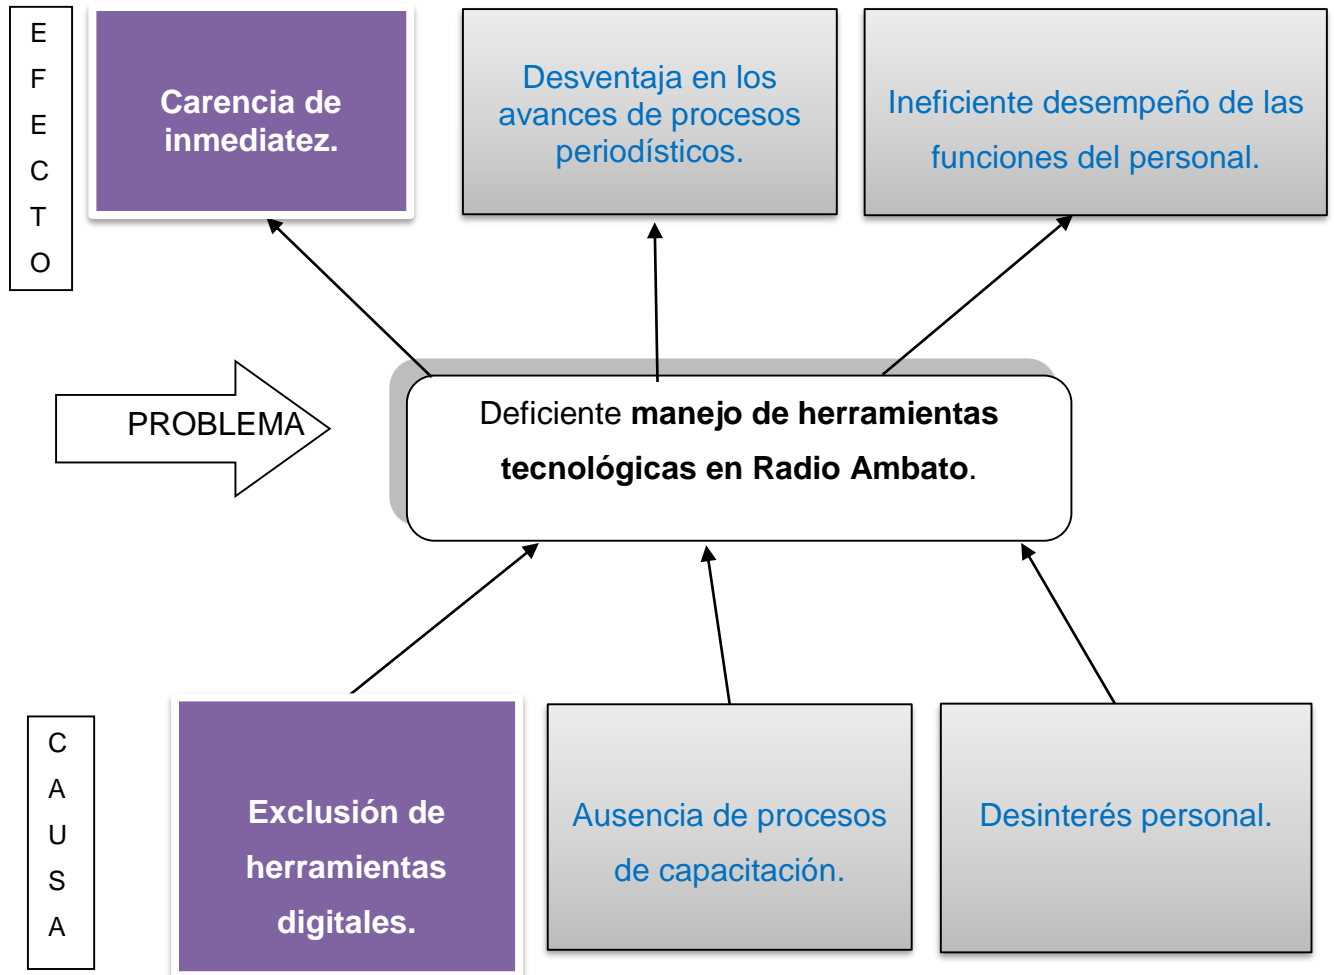 E
F
E
C
T
O
Carencia de
inmediatez.
Desventaja en los
avances de procesos
periodísticos.
Ineficiente desempeño de las
funciones del personal.
PROBLEMA
Deficiente manejo de herramientas
tecnológicas en Radio Ambato.
C
A
U
S
A
Exclusión de
herramientas
digitales.
Ausencia de procesos
de capacitación.
Desinterés personal.